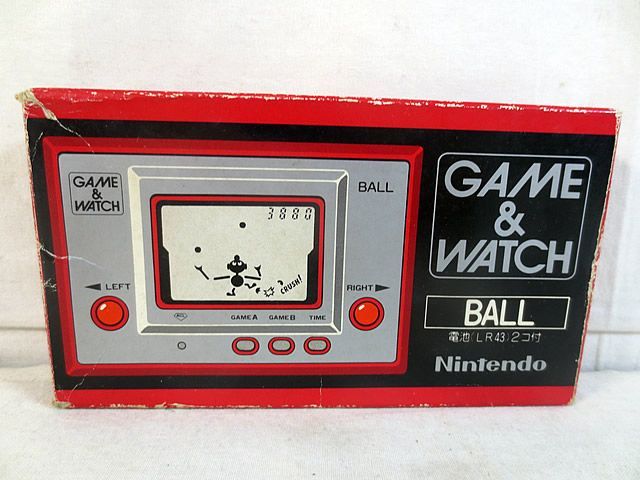 GAME
&
WATCH
BALL
3880
CRUSH!
◄ LEFT
RIGHT ►
GAME A GAME B TIME
GAME
&
WATCH
BALL
電池(LR43)2コ付
Nintendo